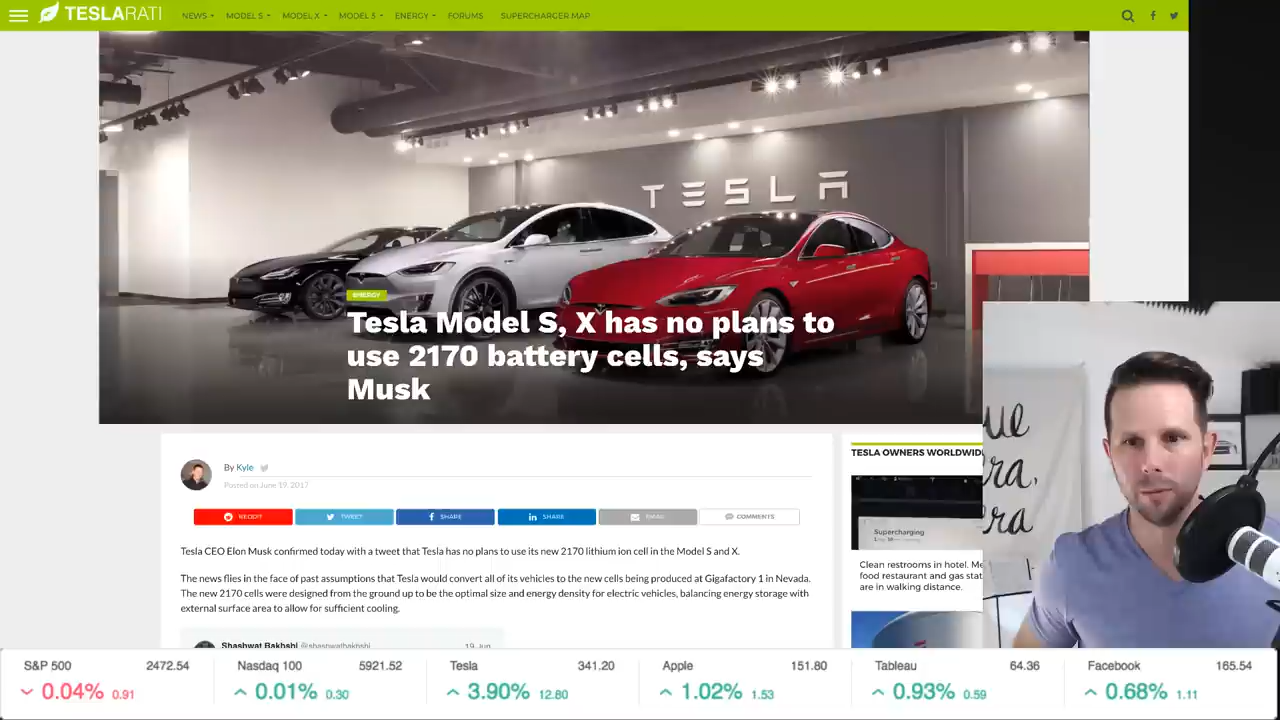 TESLARATI
NEWS MODEL S MODEL X MODEL 3 ENERGY FORUMS SUPERCHARGER MAP
TESLA
ENERGY
Tesla Model S, X has no plans to
use 2170 battery cells, says
Musk
By Kyle
Posted on June 19, 2017
REDDIT TWEET SHARE SHARE EMAIL COMMENTS
Tesla CEO Elon Musk confirmed today with a tweet that Tesla has no plans to use its new 2170 lithium ion cell in the Model S and X.
The news flies in the face of past assumptions that Tesla would convert all of its vehicles to the new cells being produced at Gigafactory 1 in Nevada.
The new 2170 cells were designed from the ground up to be the optimal size and energy density for electric vehicles, balancing energy storage with
external surface area to allow for sufficient cooling.
Shashwat Bakhshi @shashwatbakhshi 19 Jun
TESLA OWNERS WORLDWID
Supercharging
Clean restrooms in hotel. Me
food restaurant and gas stat
are in walking distance.
S&P 500 2472.54
0.04% 0.91
Nasdaq 100 5921.52
0.01% 0.30
Tesla 341.20
3.90% 12.80
Apple 151.80
1.02% 1.53
Tableau 64.36
0.93% 0.59
Facebook 165.54
0.68% 1.11